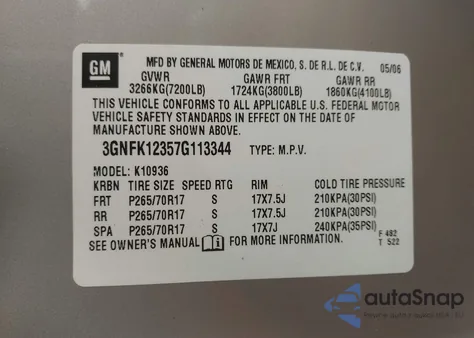 GM
MFD BY GENERAL MOTORS DE MEXICO, S. DE R.L. DE C.V. 05/06
GVWR GAWR FRT GAWR RR
3266KG(7200LB) 1724KG(3800LB) 1860KG(4100LB)
THIS VEHICLE CONFORMS TO ALL APPLICABLE U.S. FEDERAL MOTOR
VEHICLE SAFETY STANDARDS IN EFFECT ON THE DATE OF
MANUFACTURE SHOWN ABOVE.
3GNFK12357G113344 TYPE: M.P.V.
MODEL: K10936
KRBN TIRE SIZE SPEED RTG RIM COLD TIRE PRESSURE
FRT P265/70R17 S 17X7.5J 210KPA(30PSI)
RR P265/70R17 S 17X7.5J 210KPA(30PSI)
SPA P265/70R17 S 17X7J 240KPA(35PSI)
SEE OWNER'S MANUAL i FOR MORE INFORMATION
F 482
T 522
autaSnap